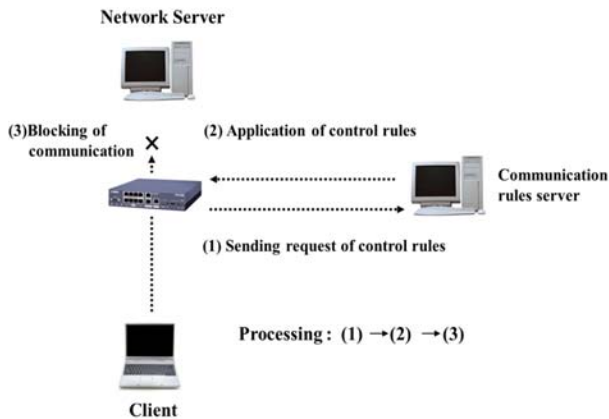 Network Server
(3)Blocking of
communication
×
(2) Application of control rules
Communication
rules server
(1) Sending request of control rules
Processing : (1) →(2) →(3)
Client